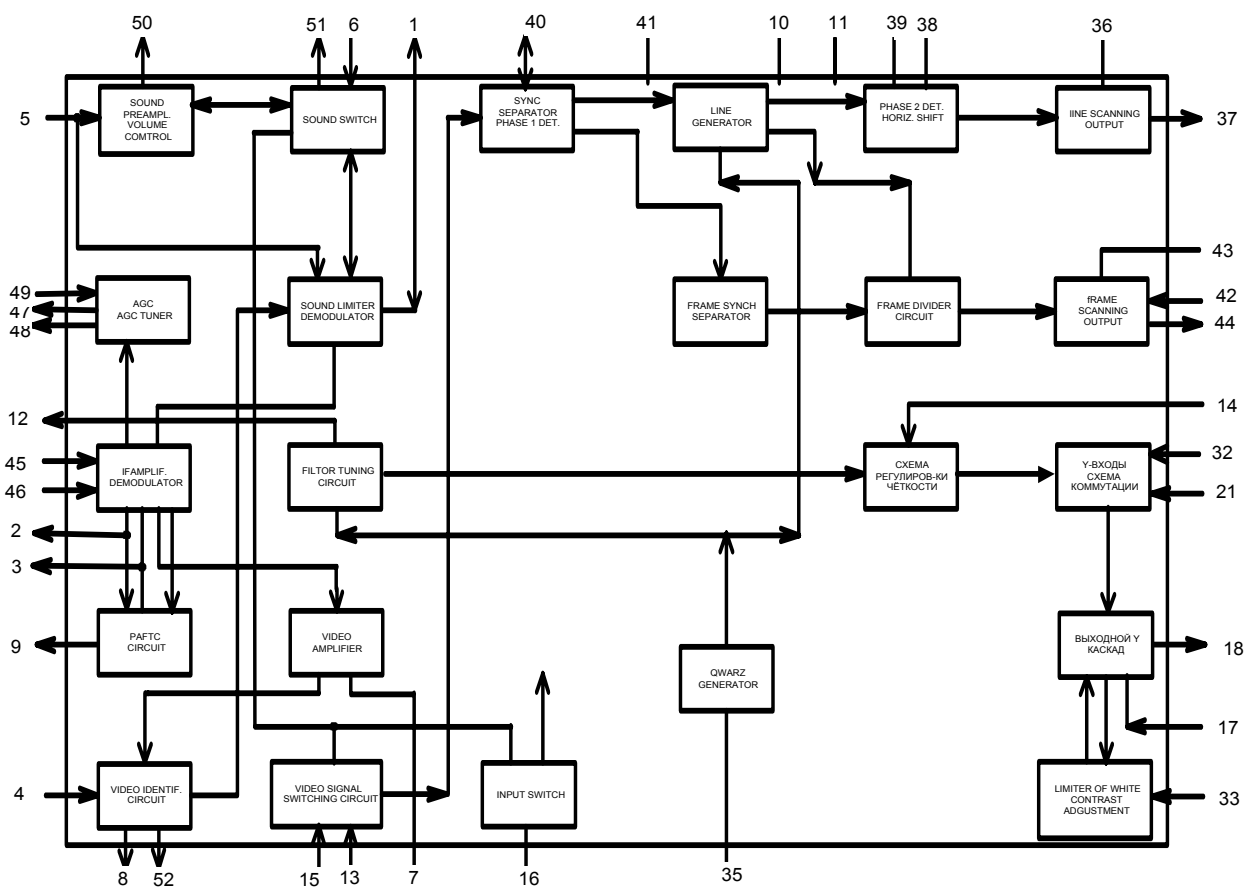 50
51
6
1
40
41
10
11
39
38
36
SOUND
PREAMPL.
VOLUME
COMTROL
SOUND SWITCH
SYNC
SEPARATOR
PHASE 1 DET.
LINE
GENERATOR
PHASE 2 DET.
HORIZ. SHIFT
IINE SCANNING
OUTPUT
5
37
49
47
48
AGC
AGC TUNER
SOUND LIMITER
DEMODULATOR
FRAME SYNCH
SEPARATOR
FRAME DIVIDER
CIRCUIT
fRAME
SCANNING
OUTPUT
43
42
44
12
14
45
46
IFAMPLIF.
DEMODULATOR
FILTOR TUNING
CIRCUIT
СХЕМА
РЕГУЛИРОВ-КИ
ЧЁТКОСТИ
Y-ВХОДЫ
СХЕМА
КОММУТАЦИИ
32
21
2
3
9
PAFTC
CIRCUIT
VIDEO
AMPLIFIER
QWARZ
GENERATOR
ВЫХОДНОЙ Y
КАСКАД
18
17
4
VIDEO IDENTIF.
CIRCUIT
VIDEO SIGNAL
SWITCHING CIRCUIT
INPUT SWITCH
LIMITER OF WHITE
CONTRAST
ADGUSTMENT
33
8
52
15
13
7
16
35